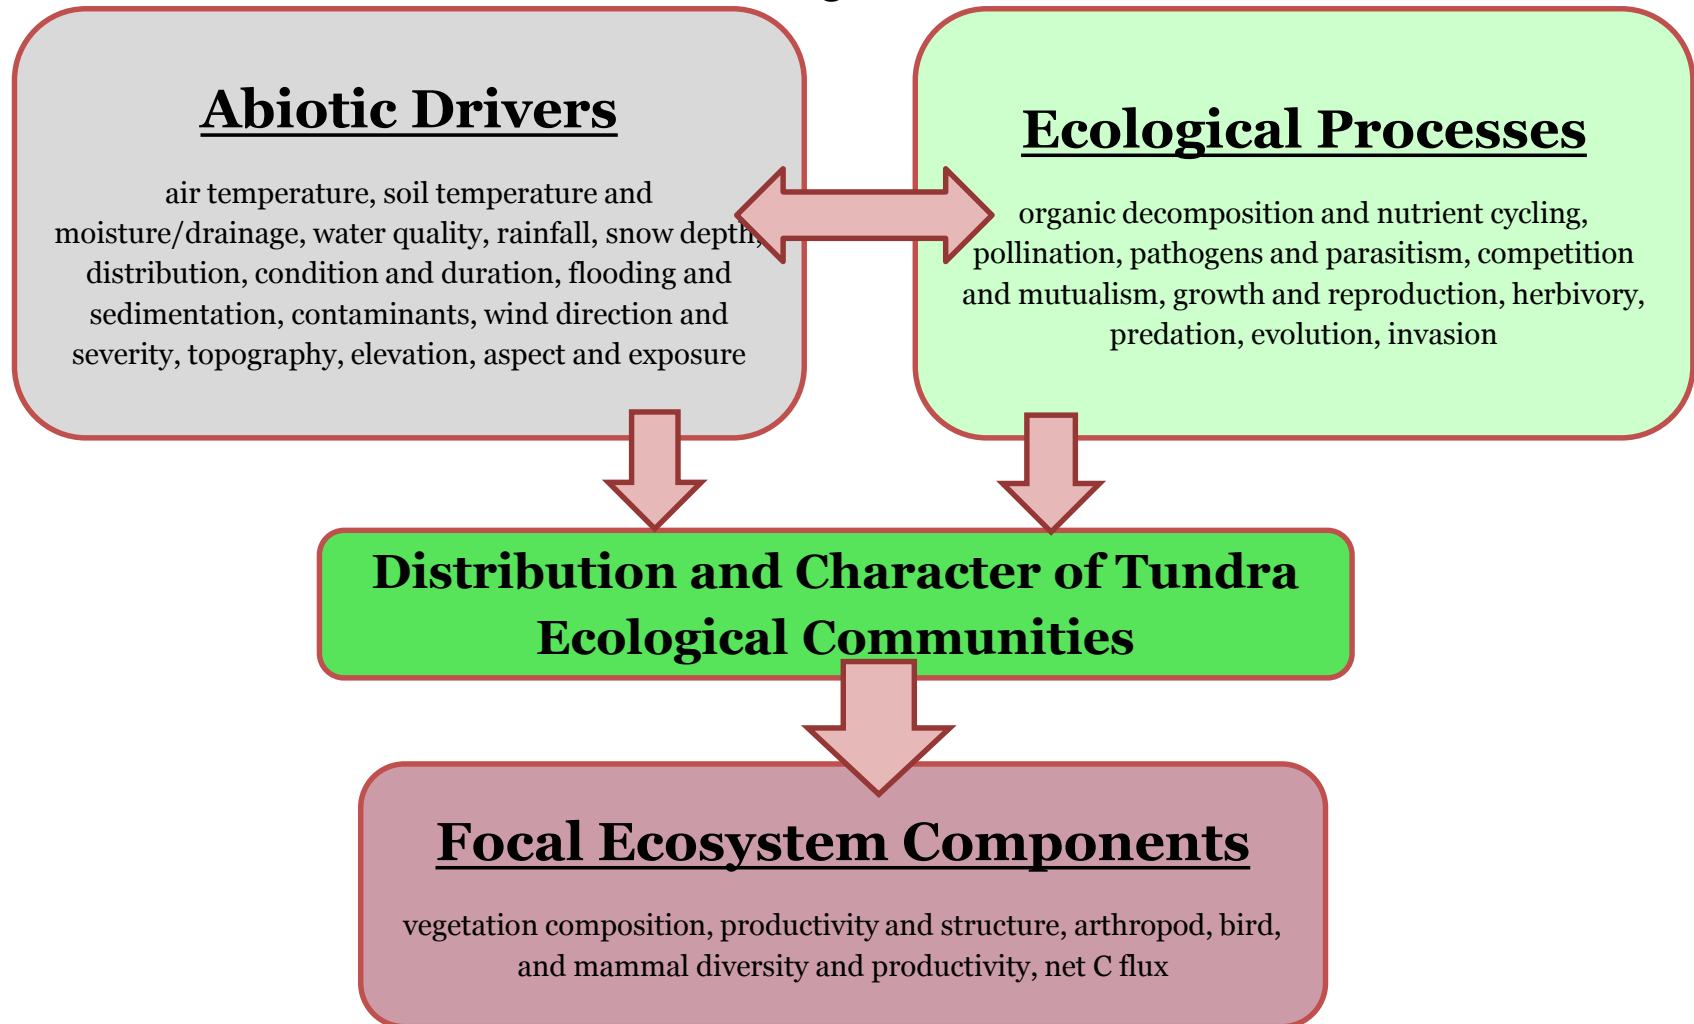 Abiotic Drivers
air temperature, soil temperature and
moisture/drainage, water quality, rainfall, snow depth,
distribution, condition and duration, flooding and
sedimentation, contaminants, wind direction and
severity, topography, elevation, aspect and exposure
Ecological Processes
organic decomposition and nutrient cycling,
pollination, pathogens and parasitism, competition
and mutualism, growth and reproduction, herbivory,
predation, evolution, invasion
Distribution and Character of Tundra
Ecological Communities
Focal Ecosystem Components
vegetation composition, productivity and structure, arthropod, bird,
and mammal diversity and productivity, net C flux